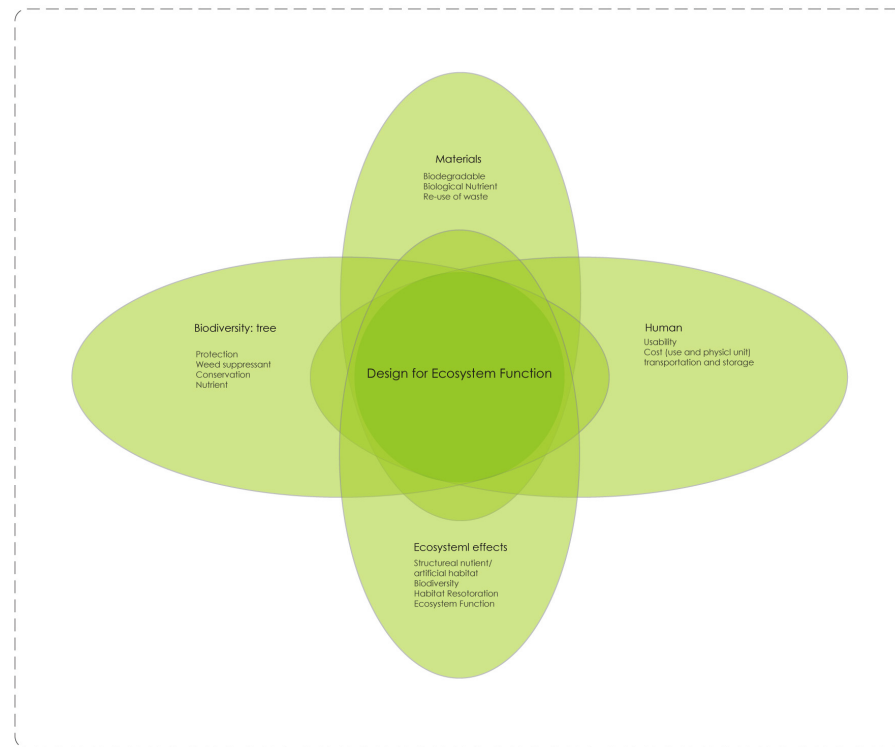 Materials
Biodegradable
Biological Nutrient
Re-use of waste
Biodiversity: tree
Protection
Weed suppressant
Conservation
Nutrient
Human
Usability
Cost (use and physicl unit)
transportation and storage
Design for Ecosystem Function
Ecosysteml effects
Structureal nutient/
artificial habitat
Biodiversity
Habitat Resotoration
Ecosystem Function